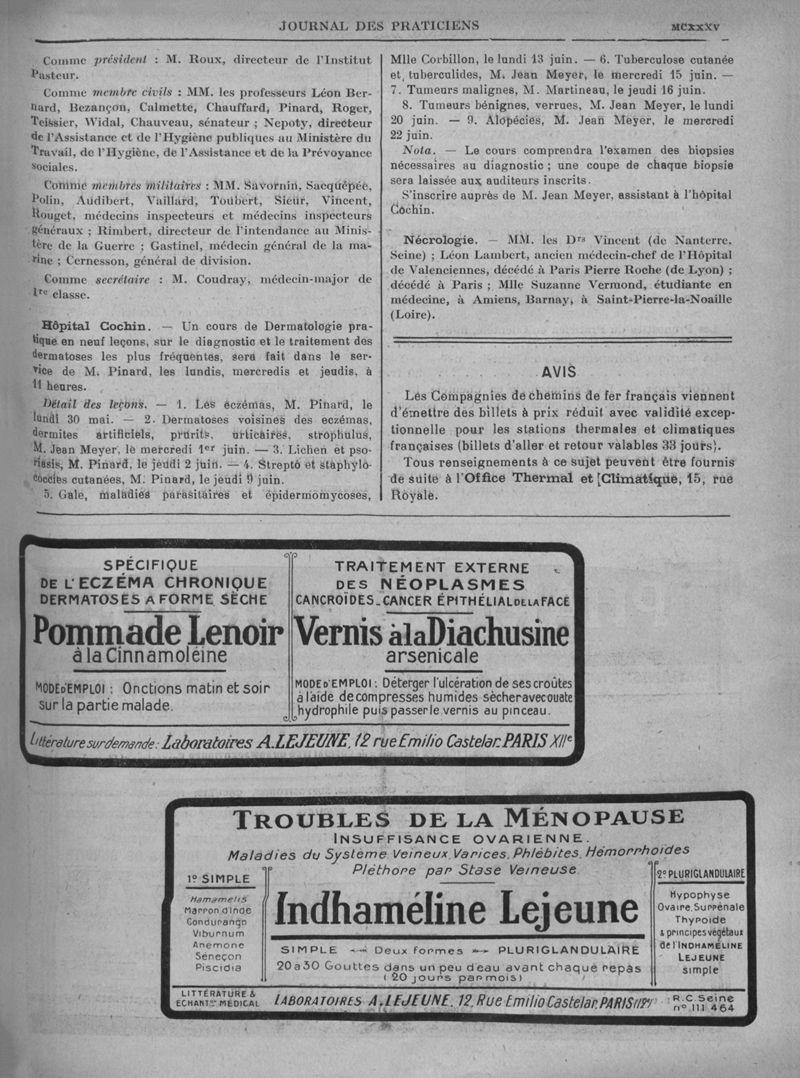 JOURNAL DES PRATICIENS
MCXXXV
Comme président : M. Roux, directeur de l'Institut
Pasteur.
Comme membre civils : MM. les professeurs Léon Ber-
nard, Bezançon, Calmette, Chauffard, Pinard, Roger,
Teissier, Widal, Chauveau, sénateur ; Nepoty, directeur
de l'Assistance et de l'Hygiène publiques au Ministère du
Travail, de l'Hygiène, de l'Assistance et de la Prévoyance
sociales.
Comme membres militaires : MM. Savornin, Sacquépée,
Polin, Audibert, Vaillard, Toubert, Sieur, Vincent,
Rouget, médecins inspecteurs et médecins inspecteurs
généraux ; Rimbert, directeur de l'intendance au Minis-
tère de la Guerre ; Gastinel, médecin général de la ma-
rine ; Cernesson, général de division.
Comme secrétaire : M. Coudray, médecin-major de
1re classe.
Hôpital Cochin. — Un cours de Dermatologie pra-
tique en neuf leçons, sur le diagnostic et le traitement des
dermatoses les plus fréquentes, sera fait dans le ser-
vice de M. Pinard, les lundis, mercredis et jeudis, à
11 heures.
Détail des leçons. — 1. Les éczémas, M. Pinard, le
lundi 30 mai. — 2. Dermatoses voisines des eczémas,
dermites artificiels, prurits, urticaires, strophulus,
M. Jean Meyer, le mercredi 1er juin. — 3. Lichen et pso-
riasis, M. Pinard, le jeudi 2 juin. — 4. Strepto et staphylo-
coccies cutanées, M. Pinard, le jeudi 9 juin.
5. Gale, maladies parasitaires et épidermomycoses,
Mlle Corbillon, le lundi 13 juin. — 6. Tuberculose cutanée
et tuberculides, M. Jean Meyer, le mercredi 15 juin. —
7. Tumeurs malignes, M. Martineau, le jeudi 16 juin.
8. Tumeurs bénignes, verrues, M. Jean Meyer, le lundi
20 juin. — 9. Alopécies, M. Jean Meyer, le mercredi
22 juin.
Nota. — Le cours comprendra l'examen des biopsies
nécessaires au diagnostic ; une coupe de chaque biopsie
sera laissée aux auditeurs inscrits.
S'inscrire auprès de M. Jean Meyer, assistant à l'hôpital
Cochin.
Nécrologie. — MM. les Drs Vincent (de Nanterre,
Seine) ; Léon Lambert, ancien médecin-chef de l'Hôpital
de Valenciennes, décédé à Paris Pierre Roche (de Lyon) ;
décédé à Paris ; Mlle Suzanne Vermond, étudiante en
médecine, à Amiens, Barnay, à Saint-Pierre-la-Noaille
(Loire).
AVIS
Les Compagnies de chemins de fer français viennent
d'émettre des billets à prix réduit avec validité excep-
tionnelle pour les stations thermales et climatiques
françaises (billets d'aller et retour valables 33 jours).
Tous renseignements à ce sujet peuvent être fournis
de suite à l'Office Thermal et [Climatique, 15, rue
Royale.
SPÉCIFIQUE
DE L'ECZÉMA CHRONIQUE
DERMATOSES A FORME SÈCHE
Pommade Lenoir
à la Cinnamoléine
MODE D'EMPLOI : Onctions matin et soir
sur la partie malade.
TRAITEMENT EXTERNE
DES NÉOPLASMES
CANCROÏDES_CANCER ÉPITHÉLIAL DE LA FACE
Vernis à la Diachusine
arsenicale
MODE D'EMPLOI : Déterger l'ulcération de ses croûtes
à l'aide de compresses humides sécher avec ouate
hydrophile puis passer le vernis au pinceau.
Littérature sur demande : Laboratoires A. LEJEUNE, 12 rue Emilio Castelar. PARIS XIIe
TROUBLES DE LA MÉNOPAUSE
INSUFFISANCE OVARIENNE.
Maladies du Système Veineux, Varices, Phlébites, Hémorrhoïdes
Pléthore par Stase Veineuse
1º SIMPLE
Hamamelis
Marron d'Inde
Condurango
Viburnum
Anemone
Séneçon
Piscidia
Indhaméline Lejeune
SIMPLE Deux formes PLURIGLANDULAIRE
20 a 30 Gouttes dans un peu d'eau avant chaque repas
(20 jours par mois)
2º PLURIGLANDULAIRE
Hypophyse
Ovaire, Surrénale
Thyroide
& principes végétaux
de l'INDHAMÉLINE
LEJEUNE
simple
LITTÉRATURE &
ECHANTON MÉDICAL
LABORATOIRES A. LEJEUNE. 12, Rue Emilio Castelar, PARIS
R.C. Seine
nº 111 464